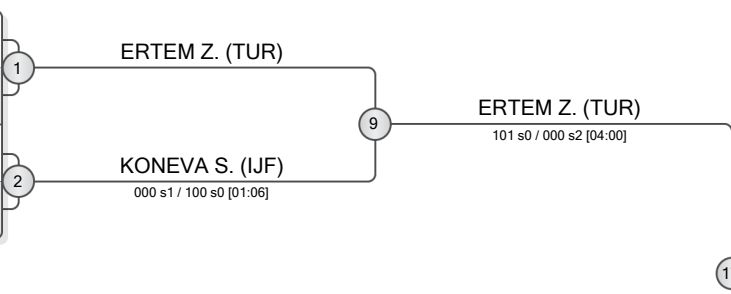 ERTEM Z. (TUR)
1
ERTEM Z. (TUR)
9
101 s0 / 000 s2 [04:00]
KONEVA S. (IJF)
2
000 s1 / 100 s0 [01:06]